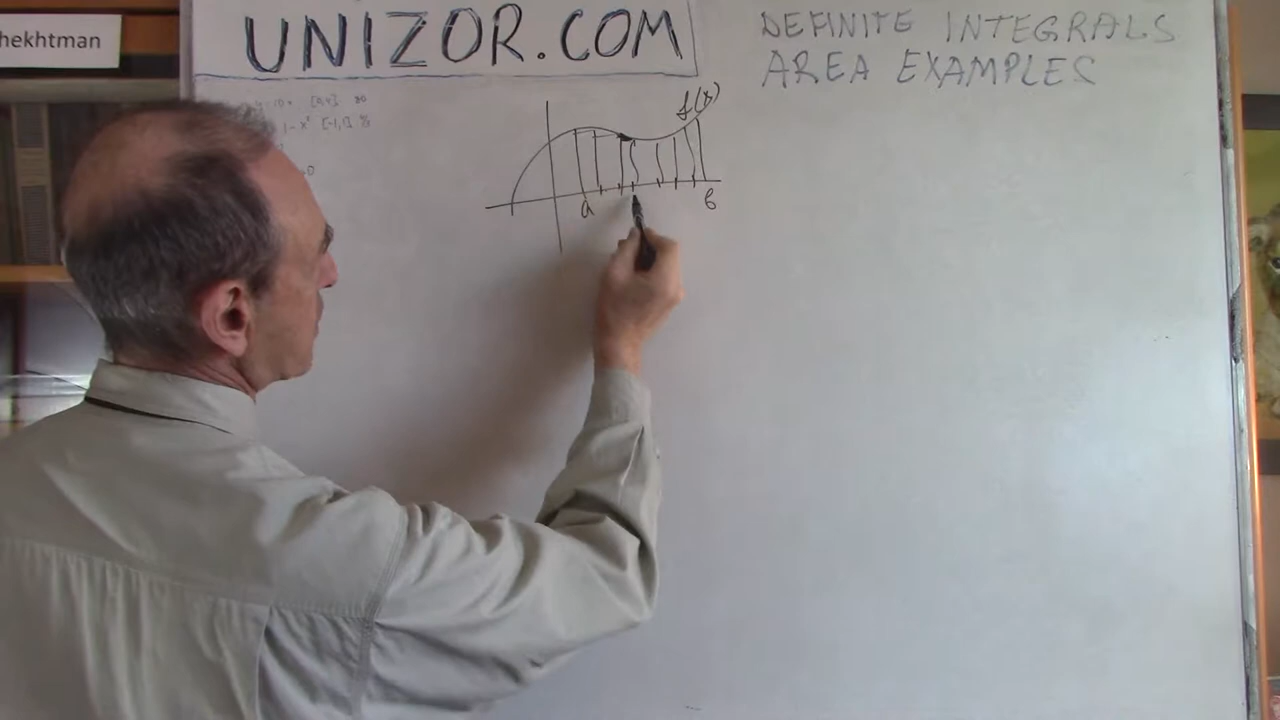 hekhtman
UNIZOR.COM
DEFINITE INTEGRALS
AREA EXAMPLES
f(x)
a b